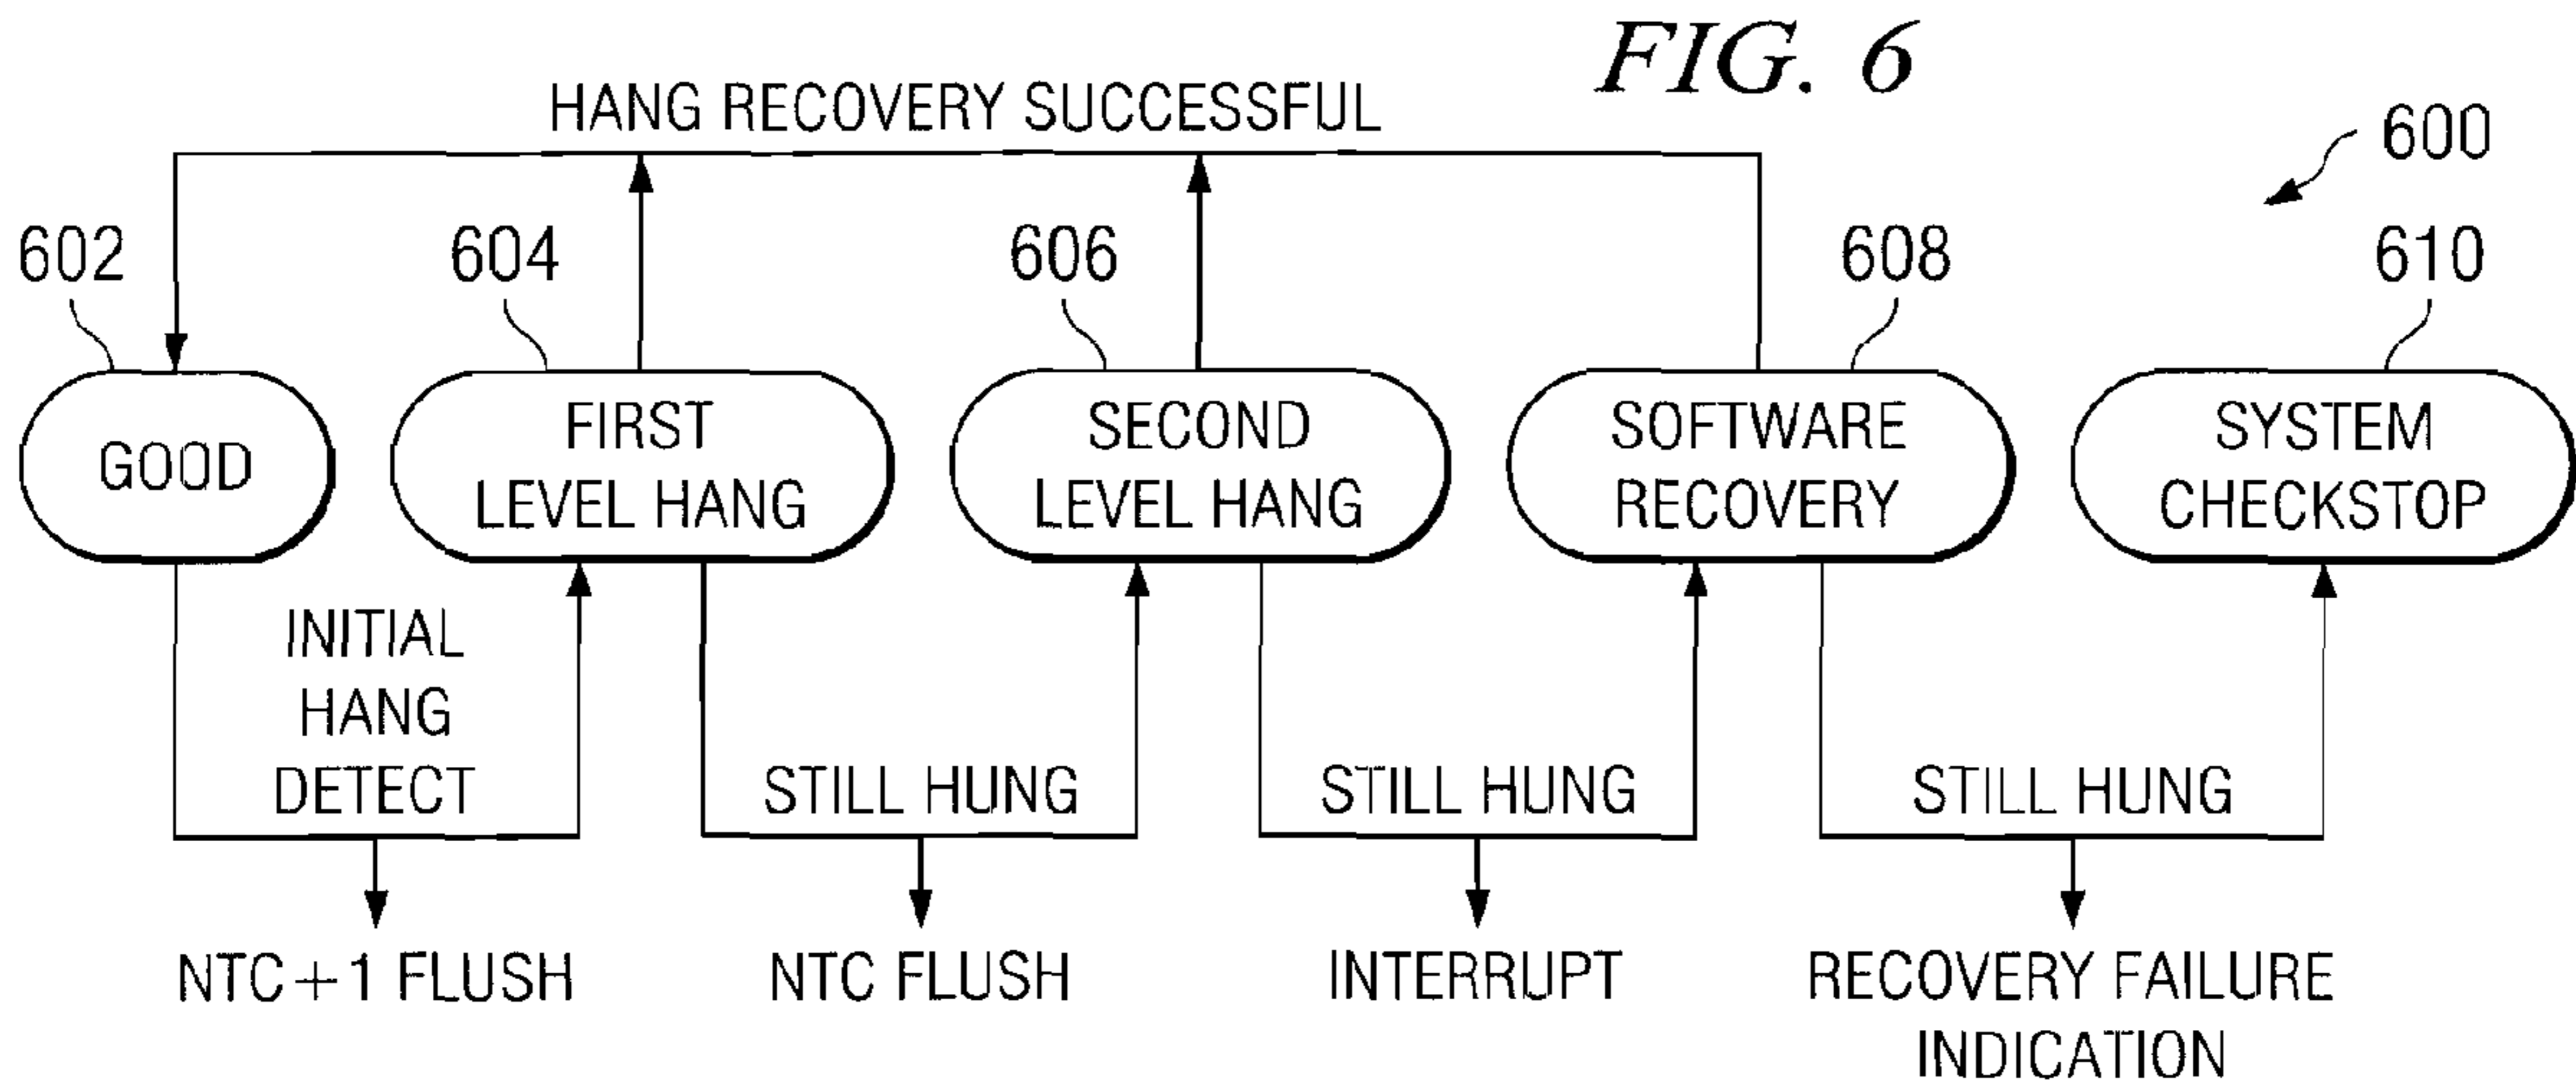 FIG. 6
HANG RECOVERY SUCCESSFUL
600
602
604
606
608
610
GOOD
FIRST
LEVEL HANG
SECOND
LEVEL HANG
SOFTWARE
RECOVERY
SYSTEM
CHECKSTOP
INITIAL
HANG
DETECT
STILL HUNG
STILL HUNG
STILL HUNG
NTC+1 FLUSH
NTC FLUSH
INTERRUPT
RECOVERY FAILURE
INDICATION